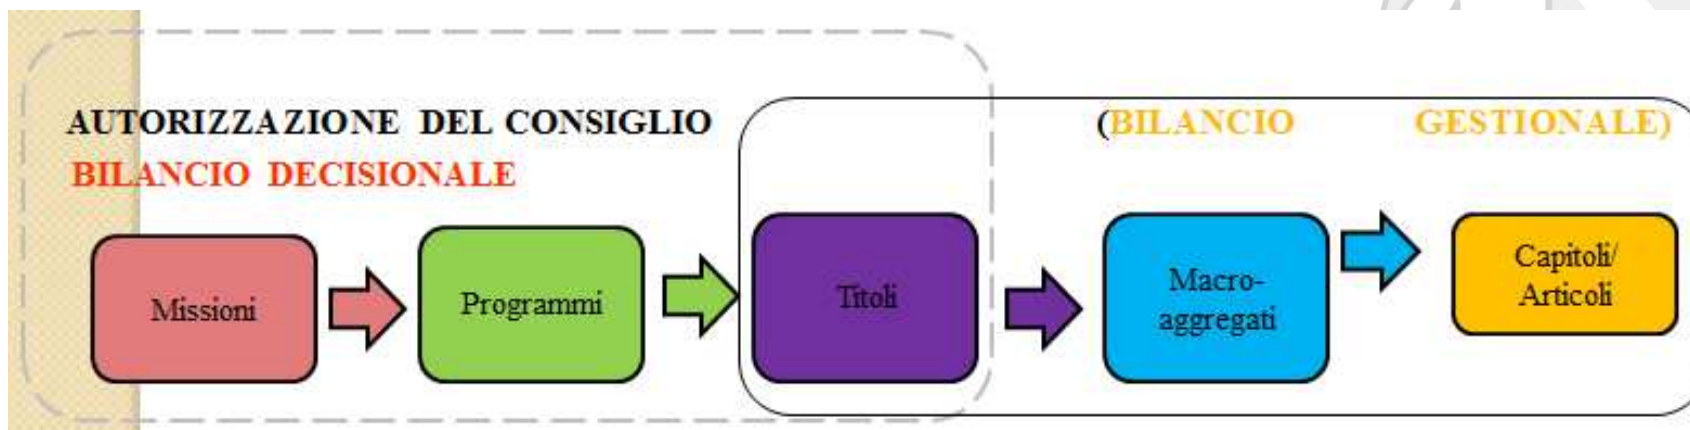 AUTORIZZAZIONE DEL CONSIGLIO
(BILANCIO GESTIONALE)
BILANCIO DECISIONALE
Missioni
Programmi
Titoli
Macro-
aggregati
Capitoli/
Articoli